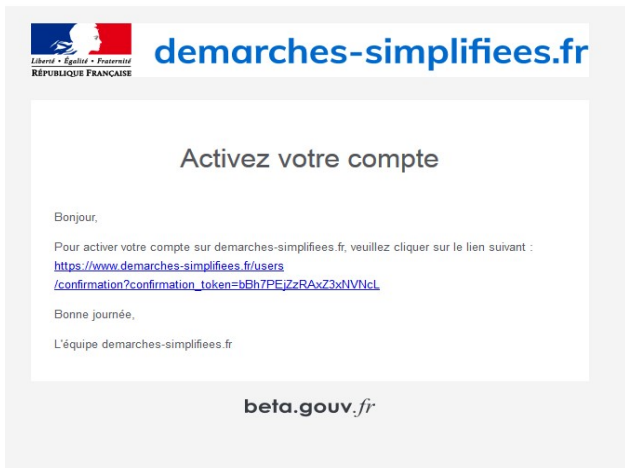 Liberté • Égalité • Fraternité
RÉPUBLIQUE FRANÇAISE
demarches-simplifiees.fr
Activez votre compte
Bonjour,
Pour activer votre compte sur demarches-simplifiees.fr, veuillez cliquer sur le lien suivant :
https://www.demarches-simplifiees.fr/users
/confirmation?confirmation_token=bBh7PEjZzRAxZ3xNVNcL
Bonne journée,
L'équipe demarches-simplifiees.fr
beta.gouv.fr